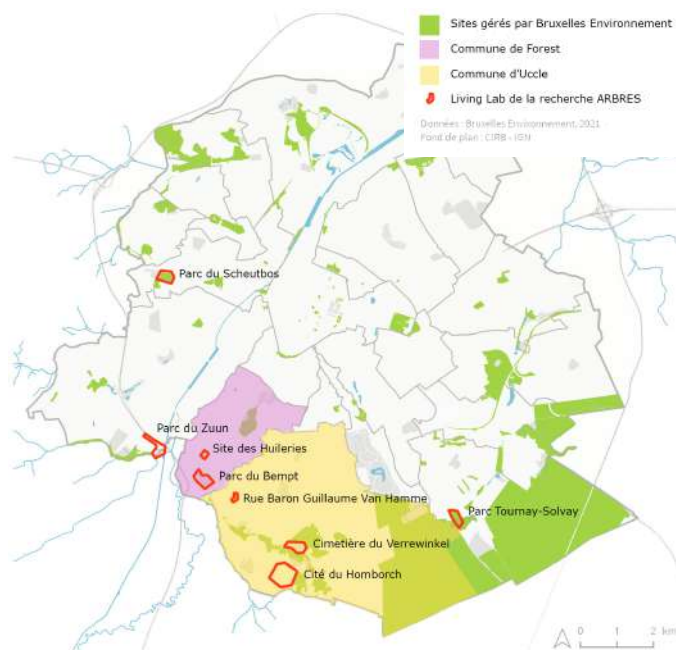 Sites gérés par Bruxelles Environnement
Commune de Forest
Commune d'Uccle
Living Lab de la recherche ARBRES
Données : Bruxelles Environnement, 2021
Fond de plan : CIRB - IGN
Parc du Scheutbos
Parc du Zuun
Site des Huileries
Parc du Bempt
Rue Baron Guillaume Van Hamme
Parc Tournay-Solvay
Cimetière du Verrewinkel
Cité du Homborch
0 1 2 km